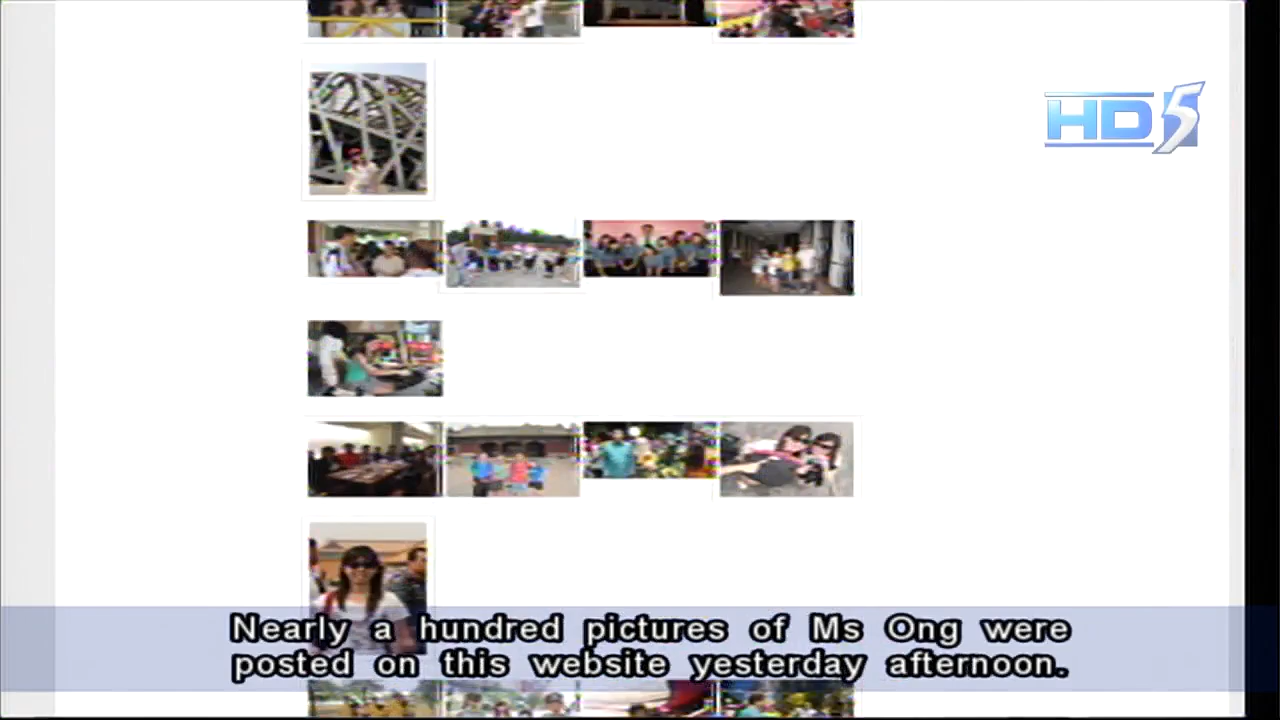 HD5
Nearly a hundred pictures of Ms Ong were
posted on this website yesterday afternoon.